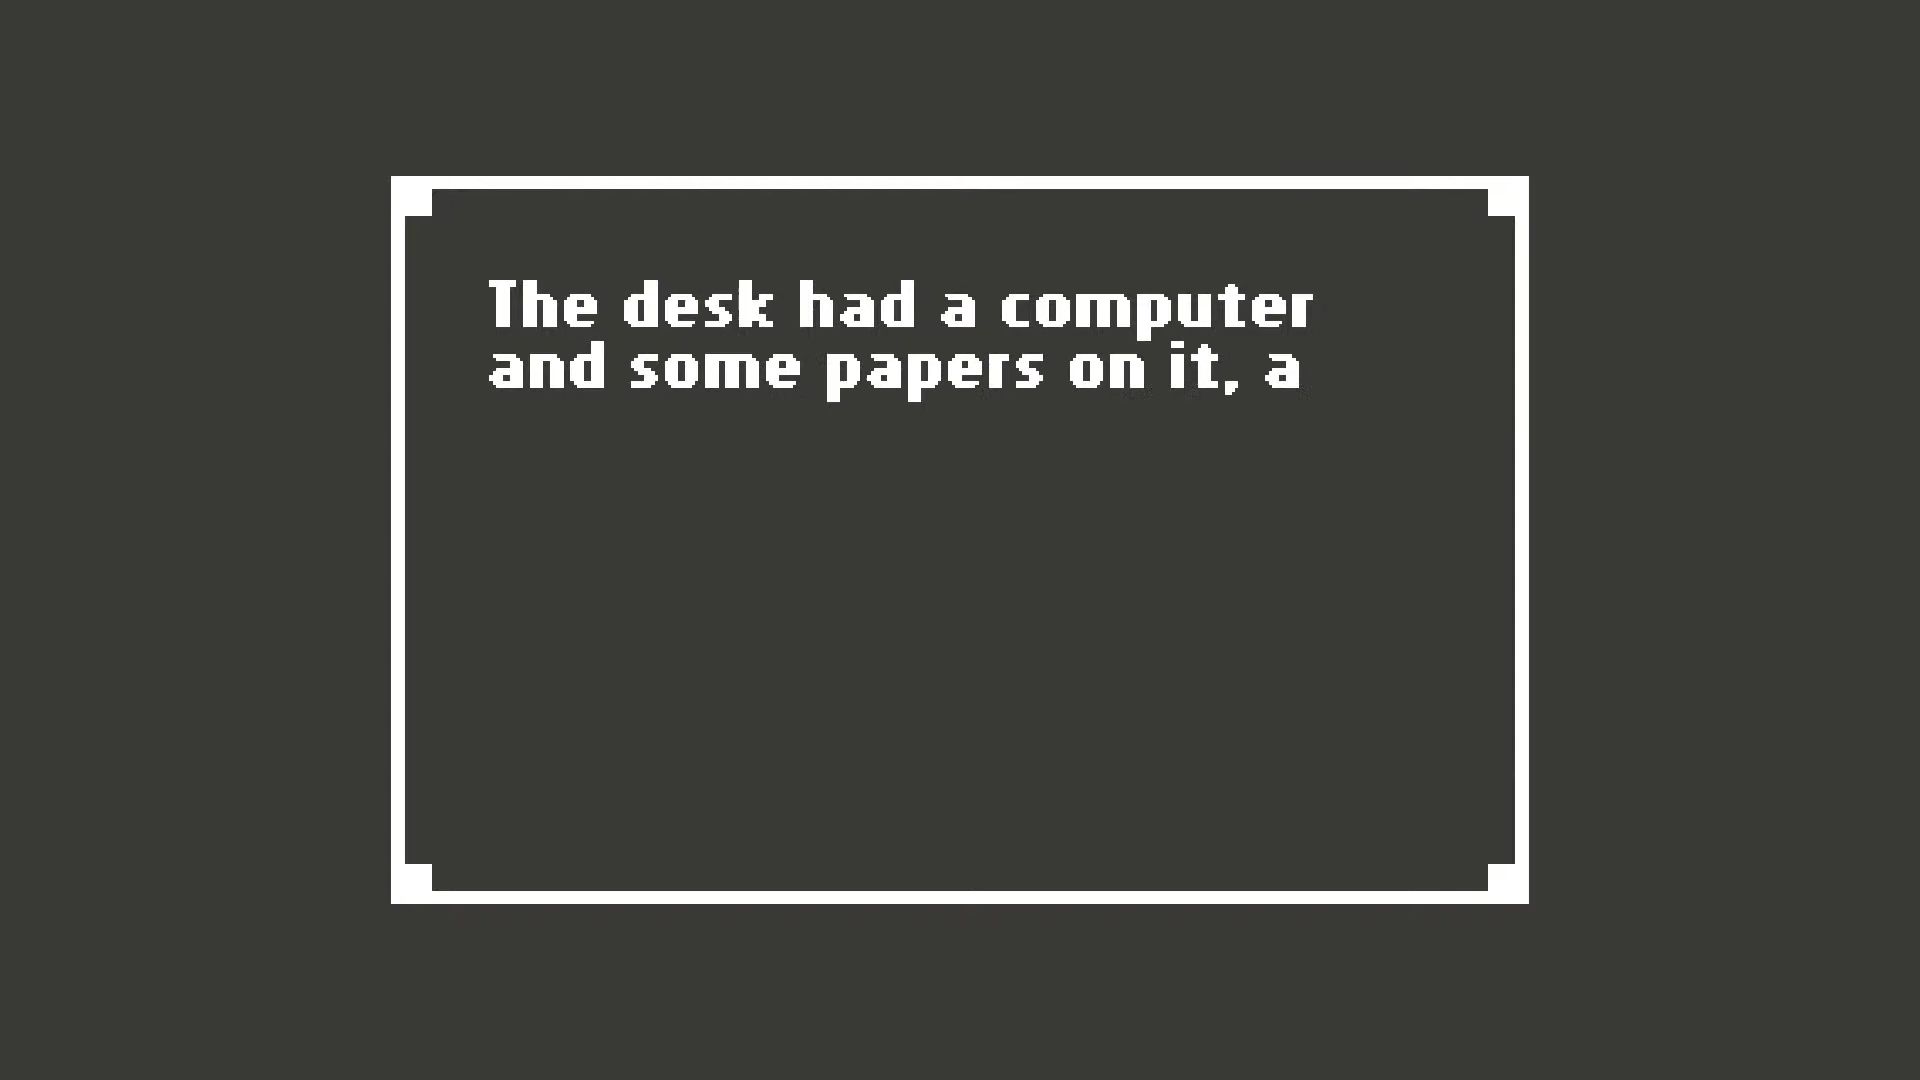 The desk had a computer
and some papers on it, a